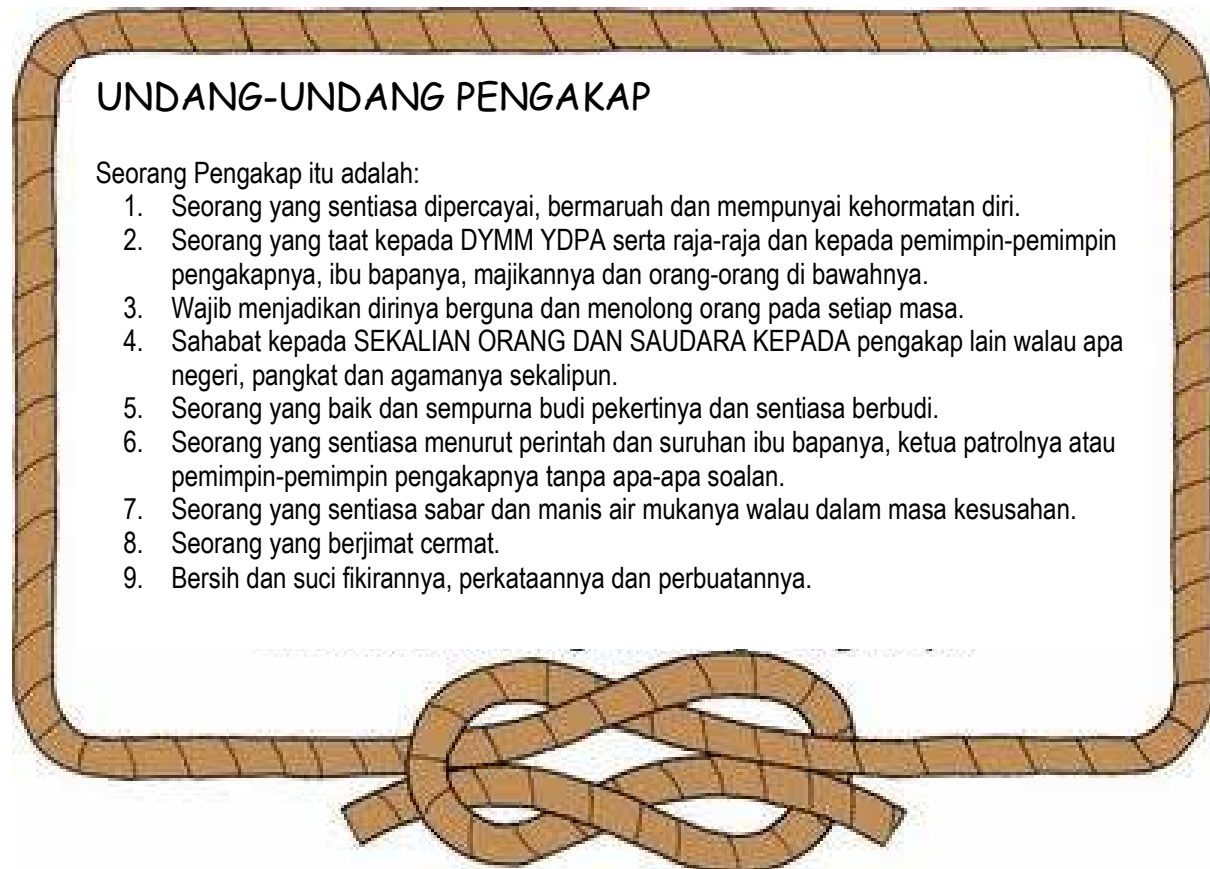 UNDANG-UNDANG PENGAKAP
Seorang Pengakap itu adalah:
1. Seorang yang sentiasa dipercayai, bermaruah dan mempunyai kehormatan diri.
2. Seorang yang taat kepada DYMM YDPA serta raja-raja dan kepada pemimpin-pemimpin
pengakapnya, ibu bapanya, majikannya dan orang-orang di bawahnya.
3. Wajib menjadikan dirinya berguna dan menolong orang pada setiap masa.
4. Sahabat kepada SEKALIAN ORANG DAN SAUDARA KEPADA pengakap lain walau apa
negeri, pangkat dan agamanya sekalipun.
5. Seorang yang baik dan sempurna budi pekertinya dan sentiasa berbudi.
6. Seorang yang sentiasa menurut perintah dan suruhan ibu bapanya, ketua patrolnya atau
pemimpin-pemimpin pengakapnya tanpa apa-apa soalan.
7. Seorang yang sentiasa sabar dan manis air mukanya walau dalam masa kesusahan.
8. Seorang yang berjimat cermat.
9. Bersih dan suci fikirannya, perkataannya dan perbuatannya.